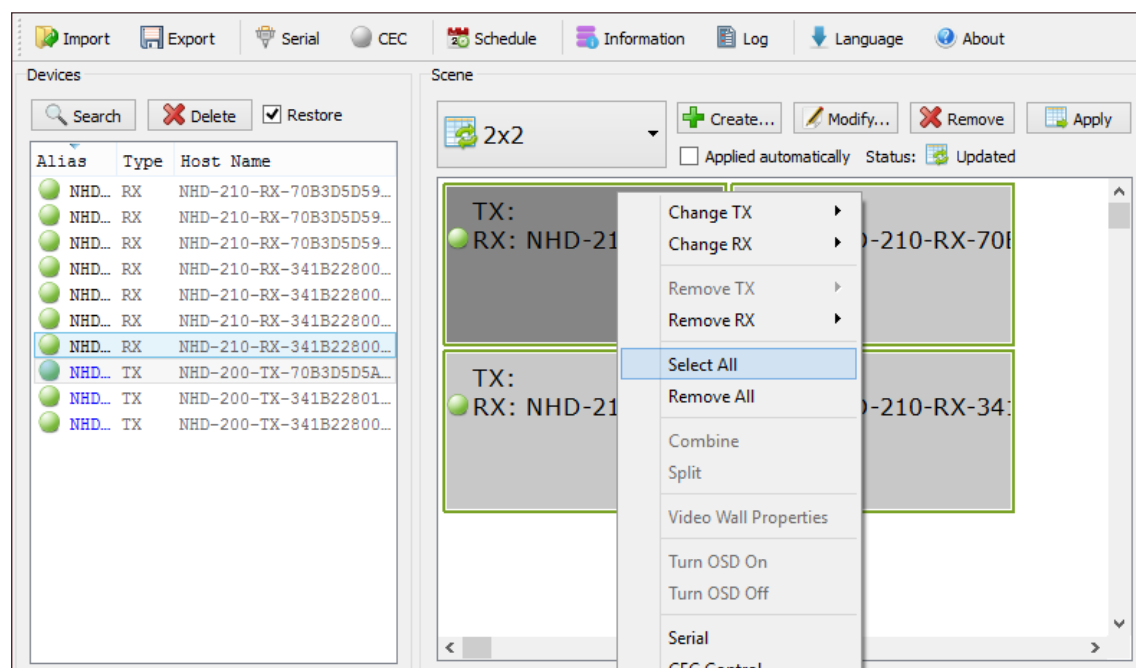 Import Export Serial CEC Schedule Information Log Language About
Devices
Search Delete Restore
Alias Type Host Name
NHD... RX NHD-210-RX-70B3D5D59...
NHD... RX NHD-210-RX-70B3D5D59...
NHD... RX NHD-210-RX-70B3D5D59...
NHD... RX NHD-210-RX-341B22800...
NHD... RX NHD-210-RX-341B22800...
NHD... RX NHD-210-RX-341B22800...
NHD... RX NHD-210-RX-341B22800...
NHD... TX NHD-200-TX-70B3D5D5A...
NHD... TX NHD-200-TX-341B22801...
NHD... TX NHD-200-TX-341B22800...
Scene
2x2
Create... Modify... Remove Apply
Applied automatically Status: Updated
TX:
RX: NHD-21
-210-RX-70
TX:
RX: NHD-21
-210-RX-341
Change TX
Change RX
Remove TX
Remove RX
Select All
Remove All
Combine
Split
Video Wall Properties
Turn OSD On
Turn OSD Off
Serial
CEC Control